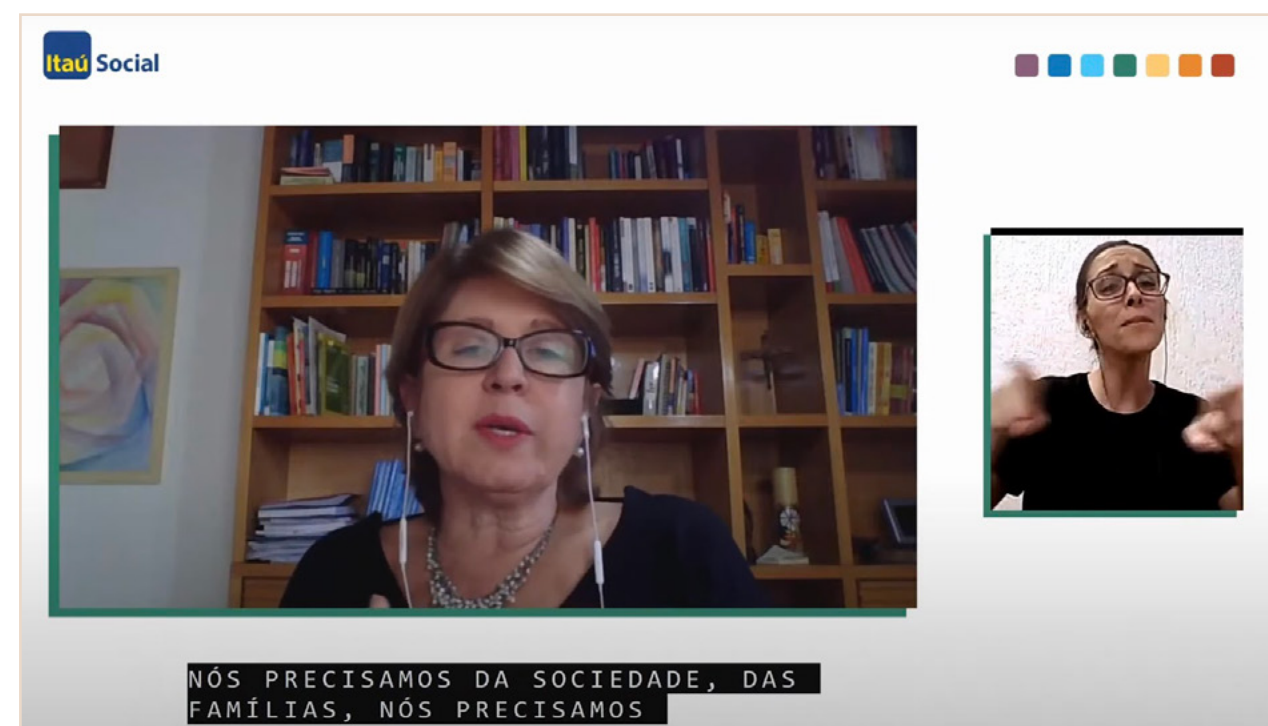 Itaú Social
NÓS PRECISAMOS DA SOCIEDADE, DAS
FAMÍLIAS, NÓS PRECISAMOS